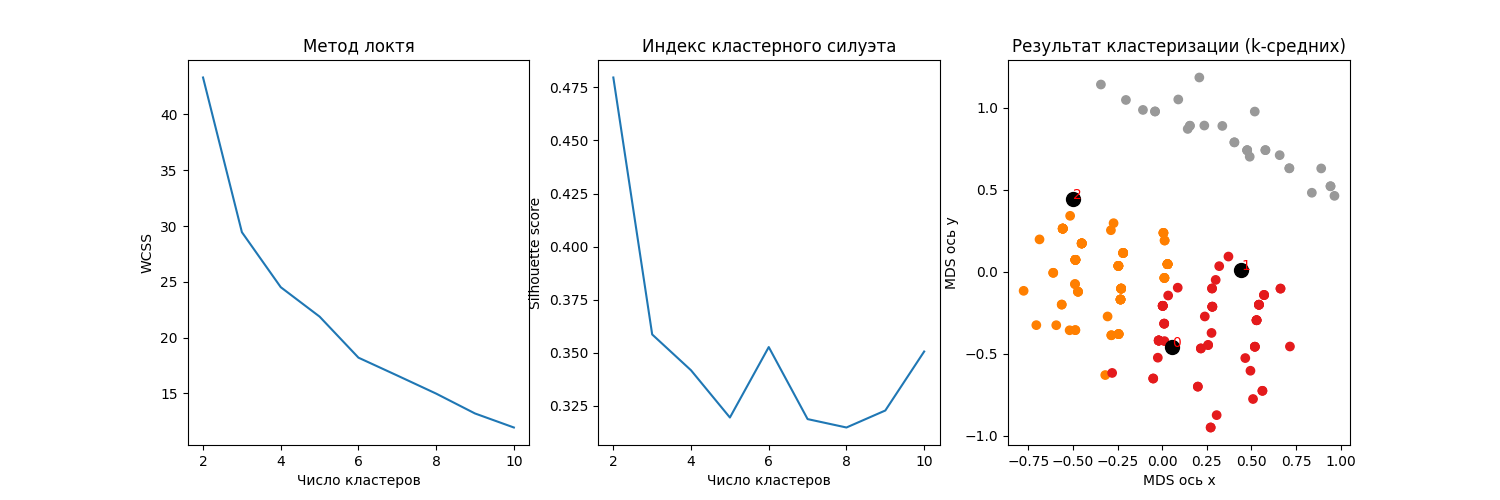 Метод локтя
WCSS
40
35
30
25
20
15
2 4 6 8 10
Число кластеров
Индекс кластерного силуэта
Silhouette score
0.475
0.450
0.425
0.400
0.375
0.350
0.325
2 4 6 8 10
Число кластеров
Результат кластеризации (k-средних)
MDS ось y
1.0
0.5
0.0
−0.5
−1.0
2
1
0
−0.75 −0.50 −0.25 0.00 0.25 0.50 0.75 1.00
MDS ось x